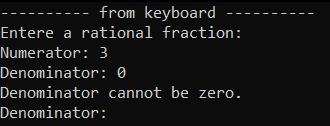 ---------- from keyboard ----------
Entere a rational fraction:
Numerator: 3
Denominator: 0
Denominator cannot be zero.
Denominator: